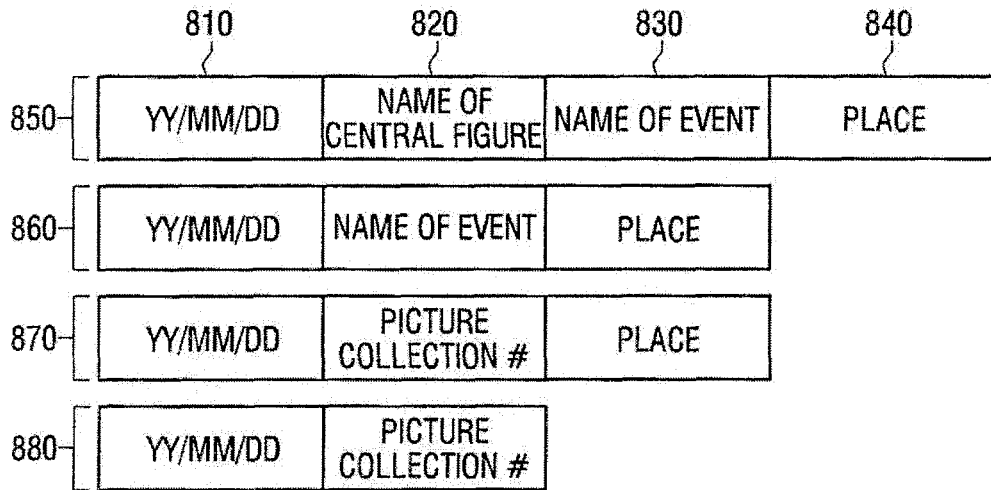 810 820 830 840
850 YY/MM/DD NAME OF CENTRAL FIGURE NAME OF EVENT PLACE
860 YY/MM/DD NAME OF EVENT PLACE
870 YY/MM/DD PICTURE COLLECTION # PLACE
880 YY/MM/DD PICTURE COLLECTION #